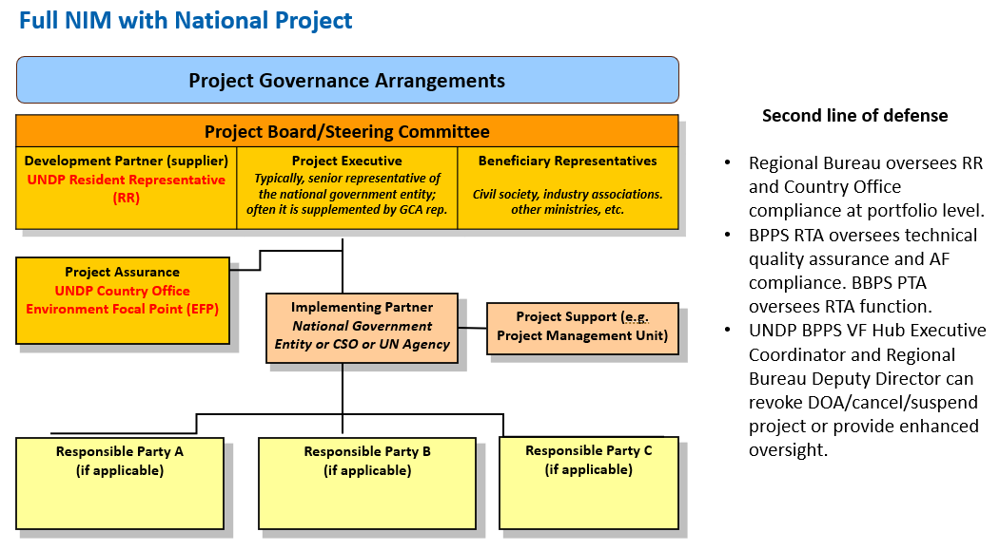 Full NIM with National Project
Project Governance Arrangements
Project Board/Steering Committee
Development Partner (supplier)
UNDP Resident Representative
(RR)
Project Executive
Typically, senior representative of
the national government entity;
often it is supplemented by GCA rep.
Beneficiary Representatives
Civil society, industry associations.
other ministries, etc.
Project Assurance
UNDP Country Office
Environment Focal Point (EFP)
Implementing Partner
National Government
Entity or CSO or UN Agency
Project Support (e.g.
Project Management Unit)
Responsible Party A
(if applicable)
Responsible Party B
(if applicable)
Responsible Party C
(if applicable)
Second line of defense
• Regional Bureau oversees RR
and Country Office
compliance at portfolio level.
• BPPS RTA oversees technical
quality assurance and AF
compliance. BBPS PTA
oversees RTA function.
• UNDP BPPS VF Hub Executive
Coordinator and Regional
Bureau Deputy Director can
revoke DOA/cancel/suspend
project or provide enhanced
oversight.